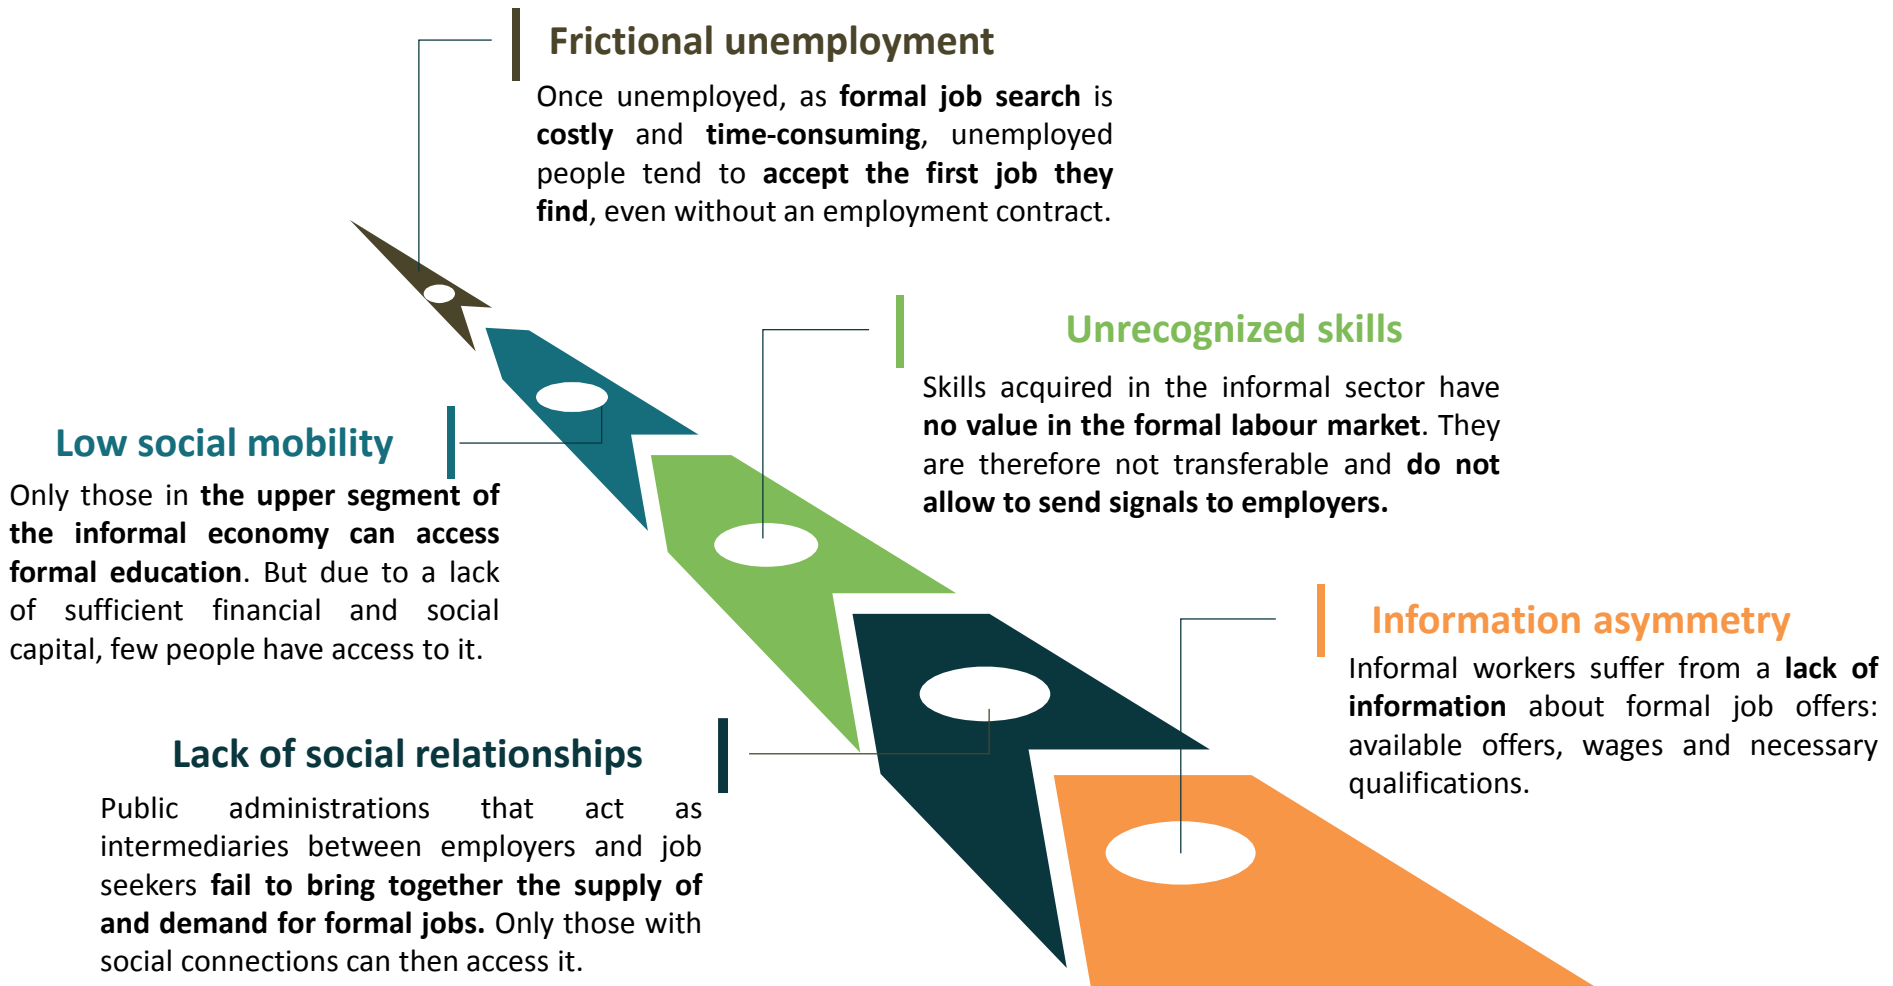 Frictional unemployment
Once unemployed, as formal job search is
costly and time-consuming, unemployed
people tend to accept the first job they
find, even without an employment contract.
Unrecognized skills
Skills acquired in the informal sector have
no value in the formal labour market. They
are therefore not transferable and do not
allow to send signals to employers.
Low social mobility
Only those in the upper segment of
the informal economy can access
formal education. But due to a lack
of sufficient financial and social
capital, few people have access to it.
Information asymmetry
Informal workers suffer from a lack of
information about formal job offers:
available offers, wages and necessary
qualifications.
Lack of social relationships
Public administrations that act as
intermediaries between employers and job
seekers fail to bring together the supply of
and demand for formal jobs. Only those with
social connections can then access it.